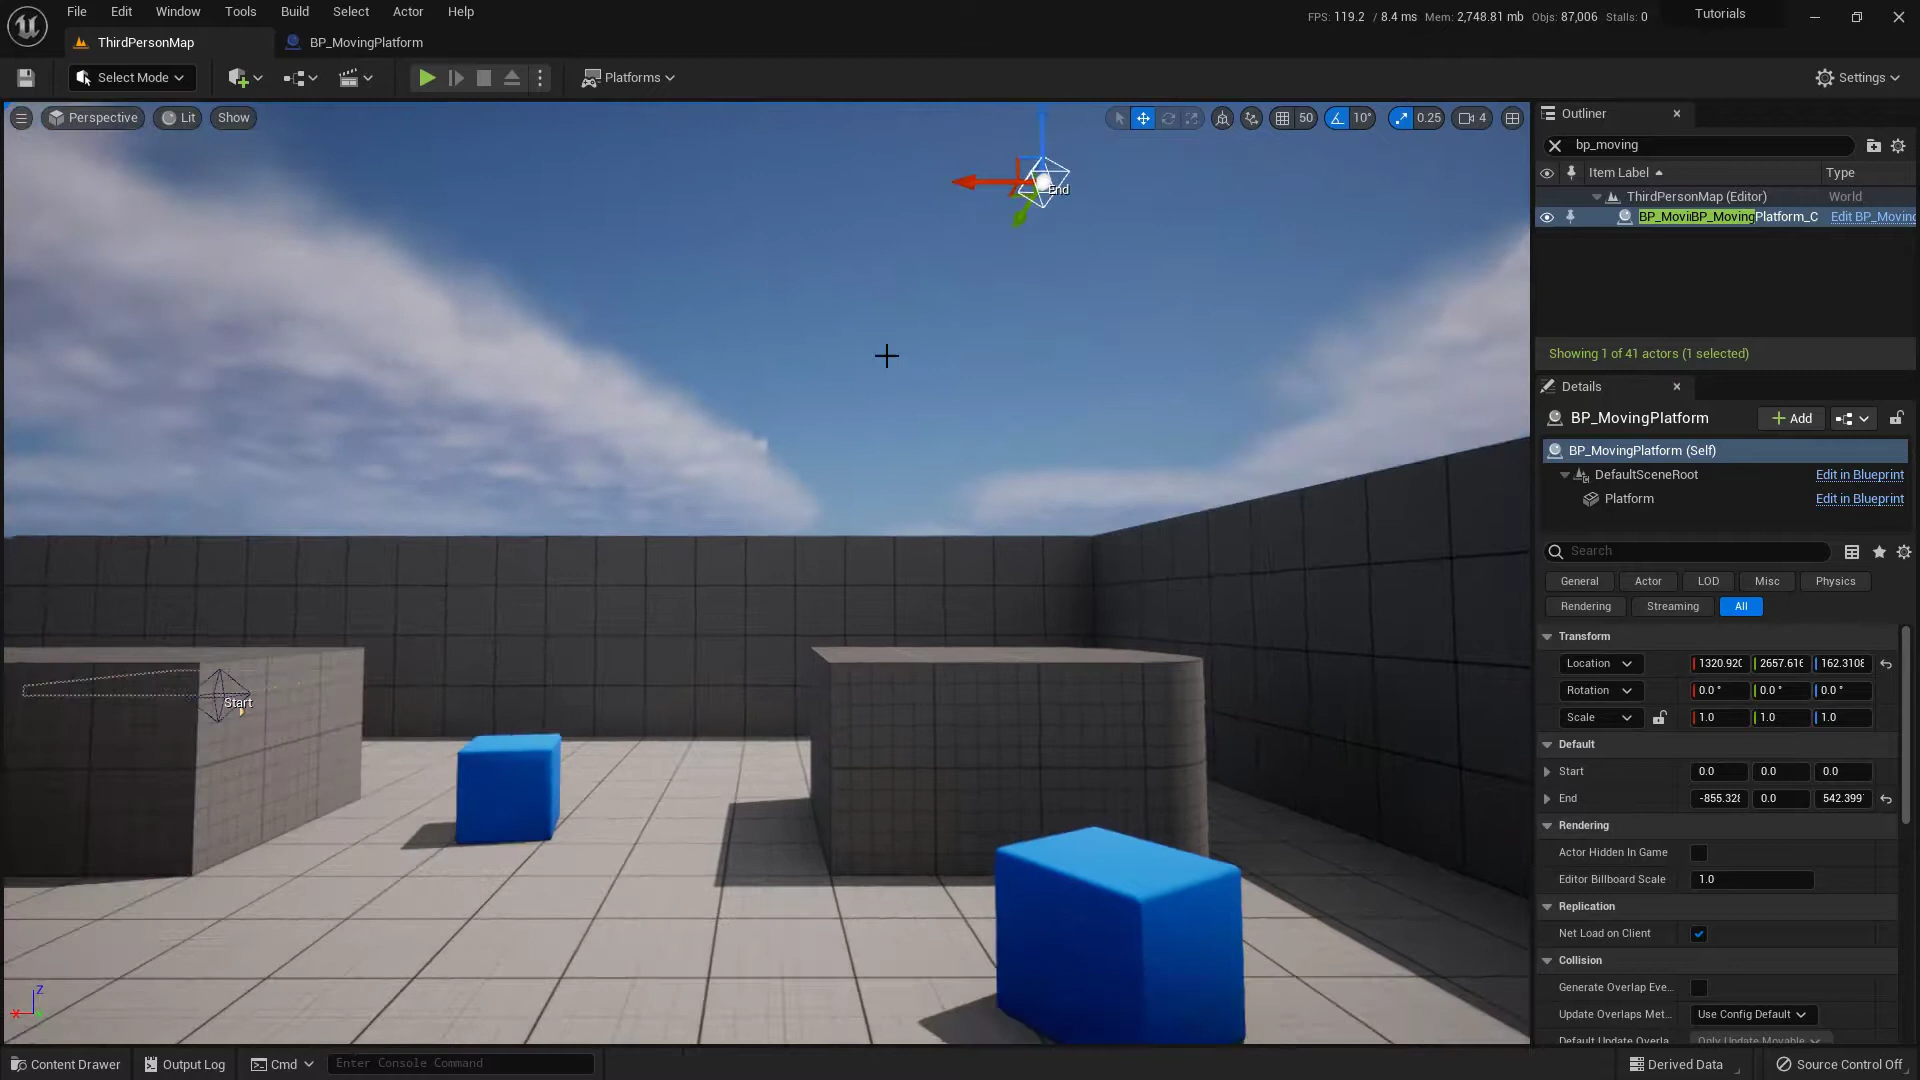 File Edit Window Tools Build Select Actor Help
FPS: 119.2 / 8.4 ms Mem: 2,748.81 mb Objs: 87,006 Stalls: 0
Tutorials
ThirdPersonMap
BP_MovingPlatform
Select Mode
Platforms
Settings
Perspective
Lit
Show
50
10°
0.25
4
End
Start
Z
X
Outliner
bp_moving
Item Label
Type
ThirdPersonMap (Editor)
World
BP_MoviiBP_MovingPlatform_C
Edit BP_Moving
Showing 1 of 41 actors (1 selected)
Details
BP_MovingPlatform
Add
BP_MovingPlatform (Self)
DefaultSceneRoot
Edit in Blueprint
Platform
Edit in Blueprint
Search
General
Actor
LOD
Misc
Physics
Rendering
Streaming
All
Transform
Location 1320.920 2657.616 162.3108
Rotation 0.0 ° 0.0 ° 0.0 °
Scale 1.0 1.0 1.0
Default
Start 0.0 0.0 0.0
End -855.328 0.0 542.3997
Rendering
Actor Hidden In Game
Editor Billboard Scale 1.0
Replication
Net Load on Client
Collision
Generate Overlap Eve...
Update Overlaps Met... Use Config Default
Default Update Overla Only Update Movable
Content Drawer
Output Log
Cmd
Enter Console Command
Derived Data
Source Control Off